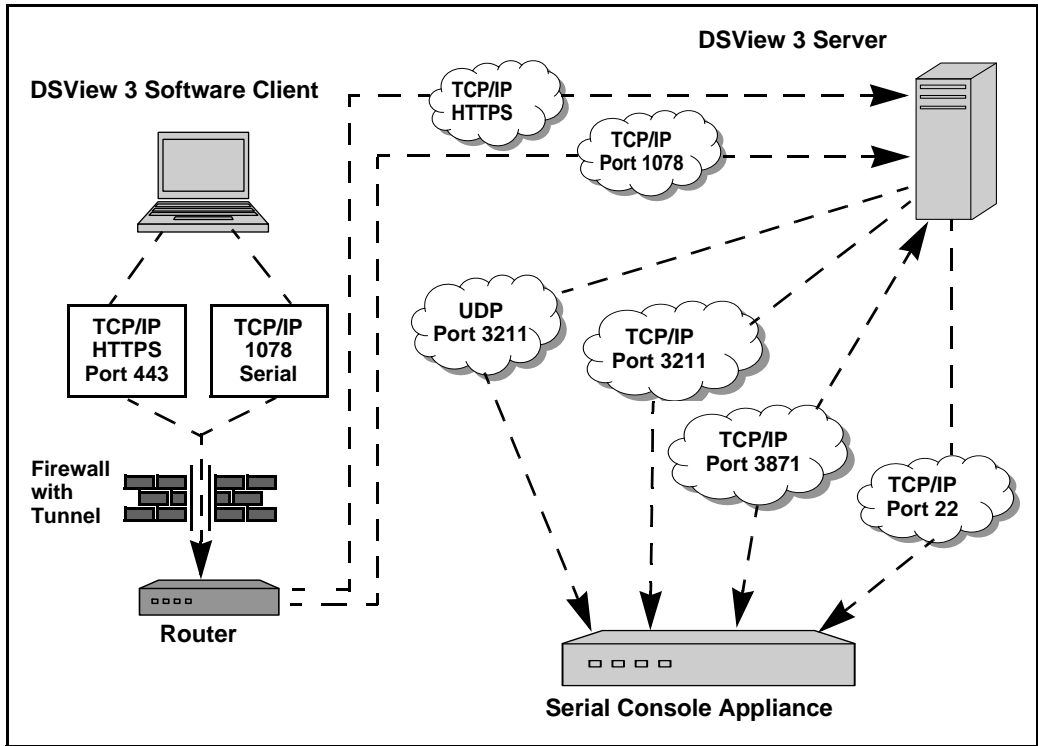 DSView 3 Server
DSView 3 Software Client
TCP/IP
HTTPS
TCP/IP
Port 1078
TCP/IP
HTTPS
Port 443
TCP/IP
1078
Serial
UDP
Port 3211
TCP/IP
Port 3211
TCP/IP
Port 3871
TCP/IP
Port 22
Firewall
with
Tunnel
Router
Serial Console Appliance